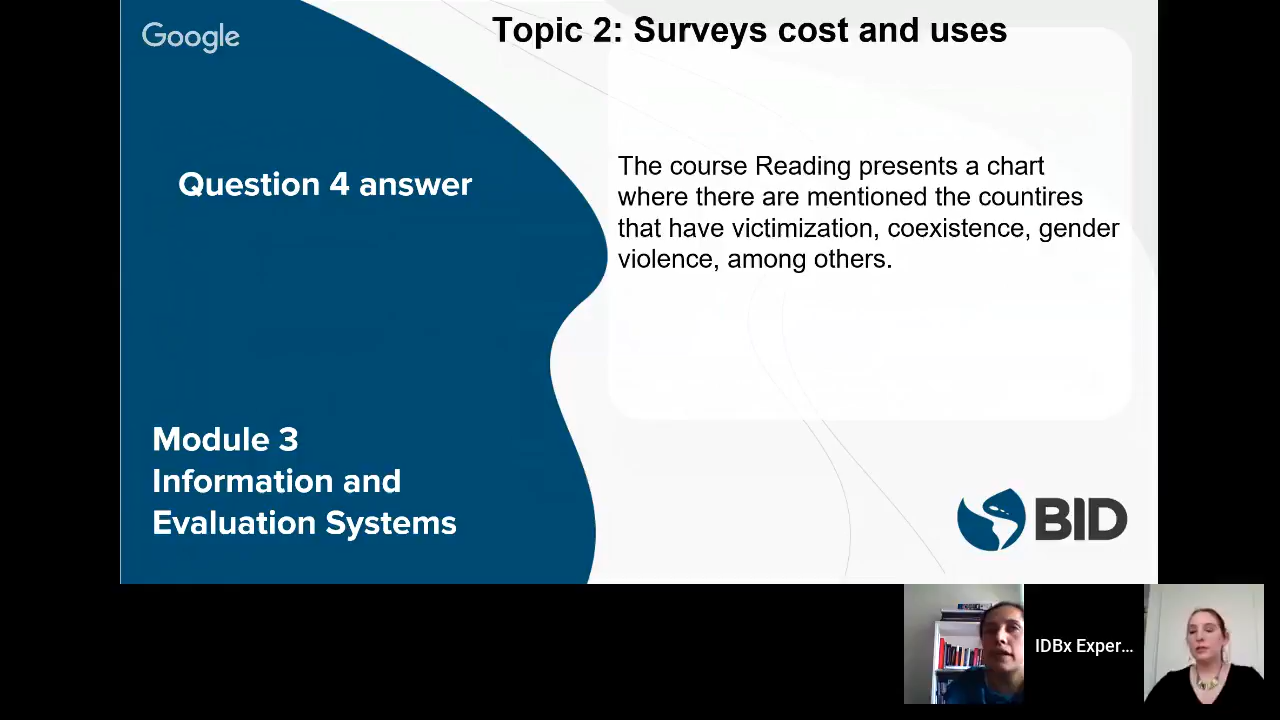 Google
Topic 2: Surveys cost and uses
Question 4 answer
The course Reading presents a chart
where there are mentioned the countires
that have victimization, coexistence, gender
violence, among others.
Module 3
Information and
Evaluation Systems
BID
IDBx Exper...